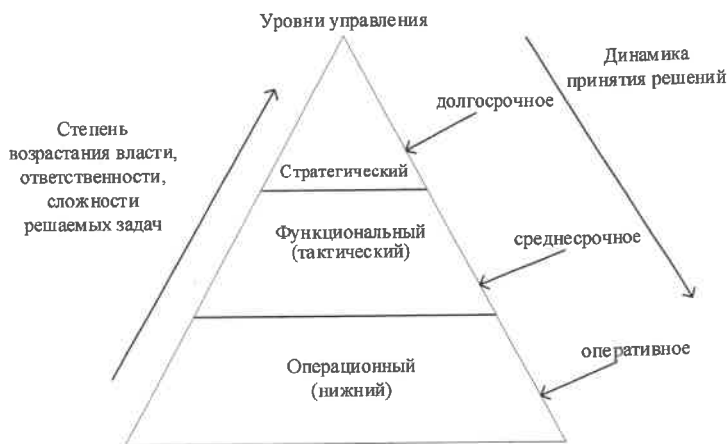 Уровни управления
Динамика
принятия решений
долгосрочное
Степень
возрастания власти,
ответственности,
сложности
решаемых задач
Стратегический
Функциональный
(тактический)
среднесрочное
оперативное
Операционный
(нижний)